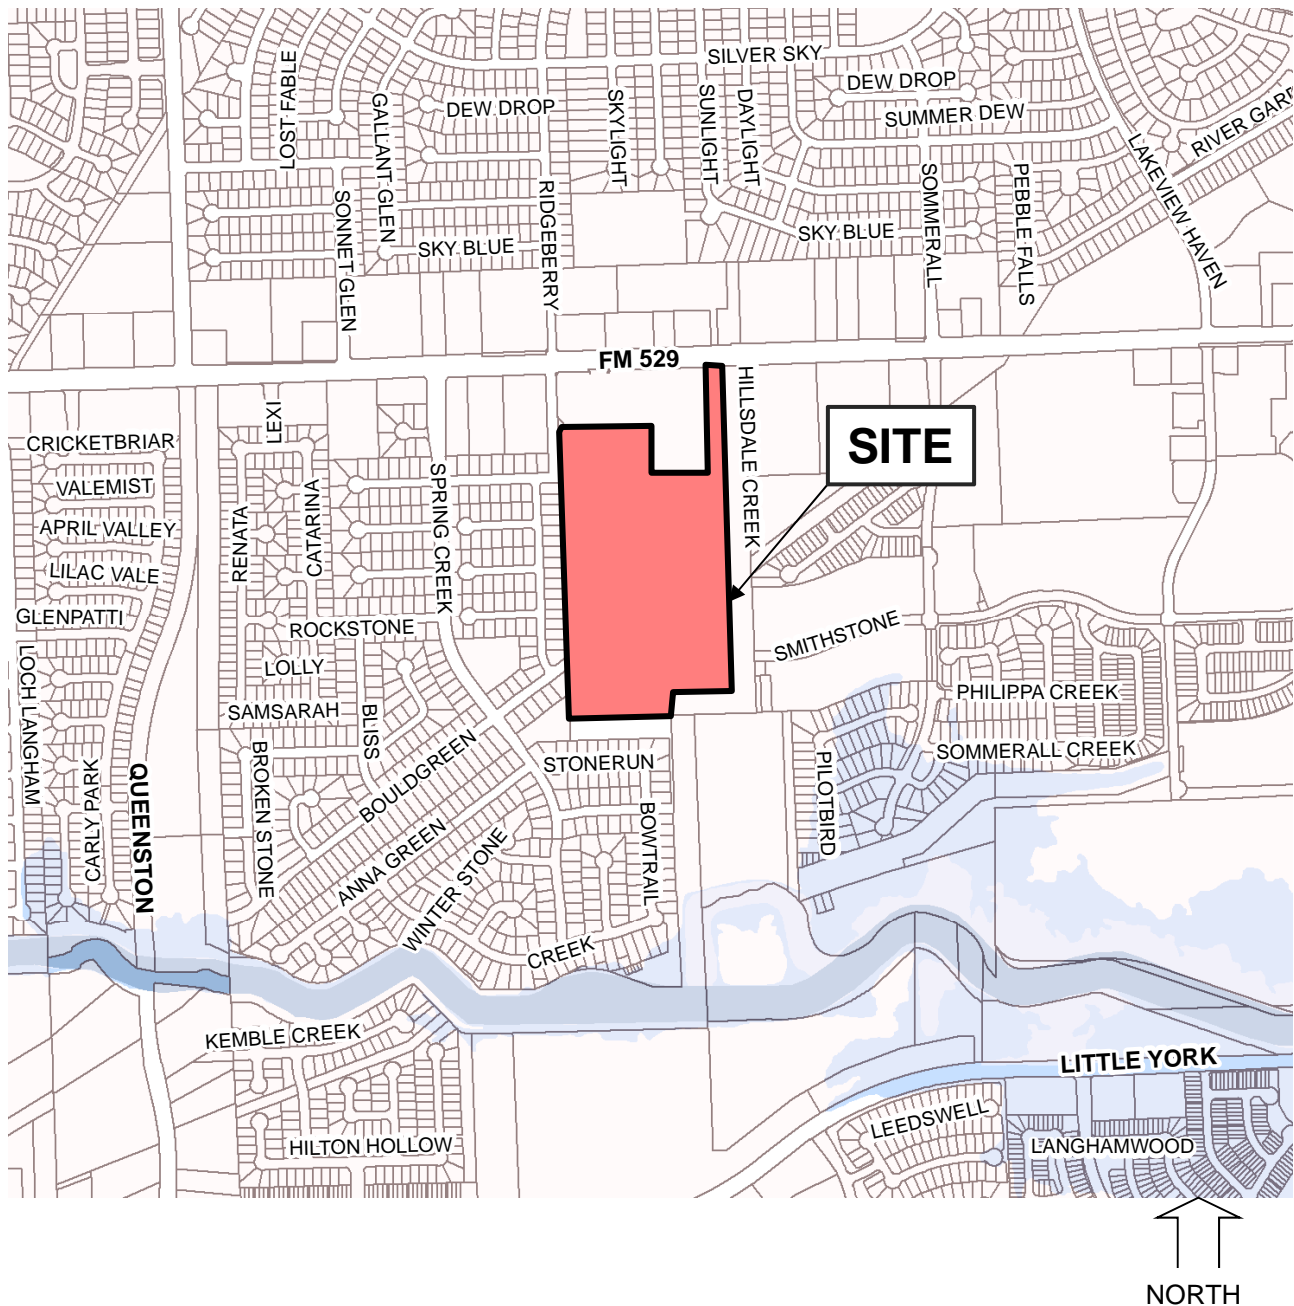 SILVER SKY
LOST FABLE
DEW DROP
GALLANT GLEN
DEW DROP
SKYLIGHT
SUNLIGHT
DAYLIGHT
SUMMER DEW
RIVER GARD
LAKEVIEW HAVEN
SONNET GLEN
RIDGEBERRY
SOMMERALL
PEBBLE FALLS
SKY BLUE
SKY BLUE
FM 529
HILLSDALE CREEK
LEXI
SITE
CRICKETBRIAR
VALEMIST
APRIL VALLEY
LILAC VALE
GLENPATTI
RENATA
CATARINA
SPRING CREEK
ROCKSTONE
LOLLY
SMITHSTONE
LOCH LANGHAM
SAMSARAH
BLISS
PHILIPPA CREEK
SOMMERALL CREEK
BROKEN STONE
BOULDGREEN
STONERUN
PILOTBIRD
CARLY PARK
QUEENSTON
ANNA GREEN
WINTER STONE
BOWTRAIL
CREEK
KEMBLE CREEK
LITTLE YORK
LEEDSWELL
HILTON HOLLOW
LANGHAMWOOD
NORTH